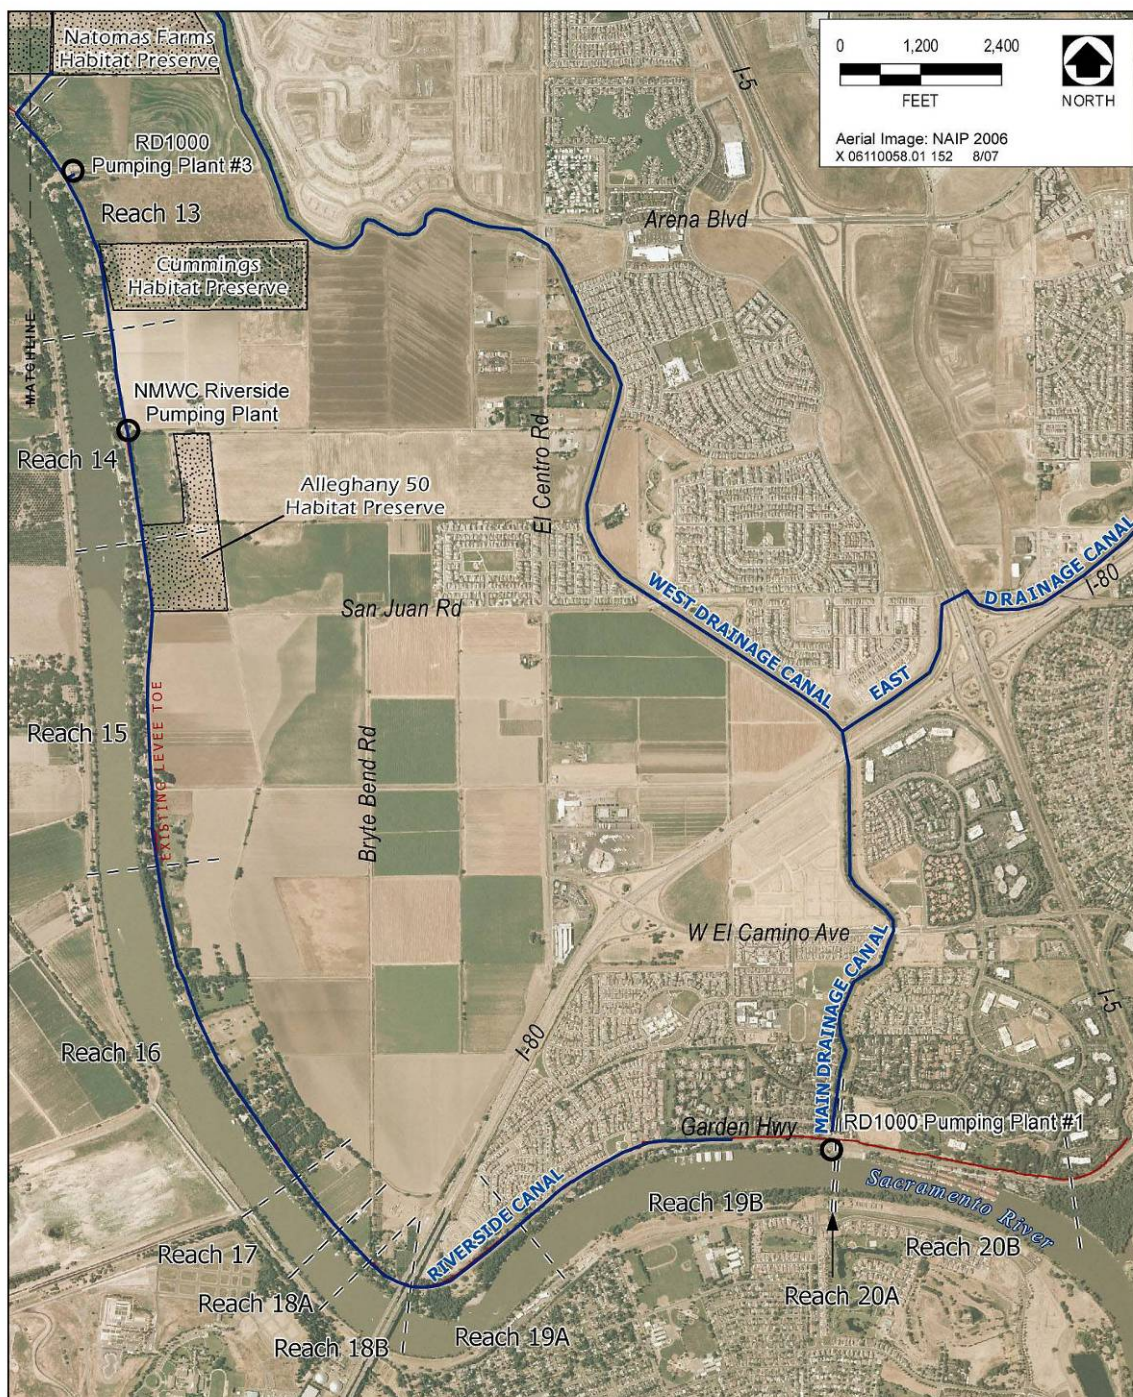 Natomas Farms
Habitat Preserve
0 1,200 2,400
FEET
NORTH
Aerial Image: NAIP 2006
X 06110058.01 152 8/07
I-5
RD1000
Pumping Plant #3
Reach 13
Arena Blvd
Cummings
Habitat Preserve
MATCHLINE
NMWC Riverside
Pumping Plant
Reach 14
El Centro Rd
Alleghany 50
Habitat Preserve
DRAINAGE CANAL
I-80
WEST DRAINAGE CANAL
San Juan Rd
EAST
EXISTING LEVEE TOE
Reach 15
Bryte Bend Rd
W El Camino Ave
MAIN DRAINAGE CANAL
I-5
I-80
Reach 16
Garden Hwy
RD1000 Pumping Plant #1
RIVERSIDE CANAL
Sacramento River
Reach 19B
Reach 20B
Reach 17
Reach 18A
Reach 20A
Reach 18B
Reach 19A